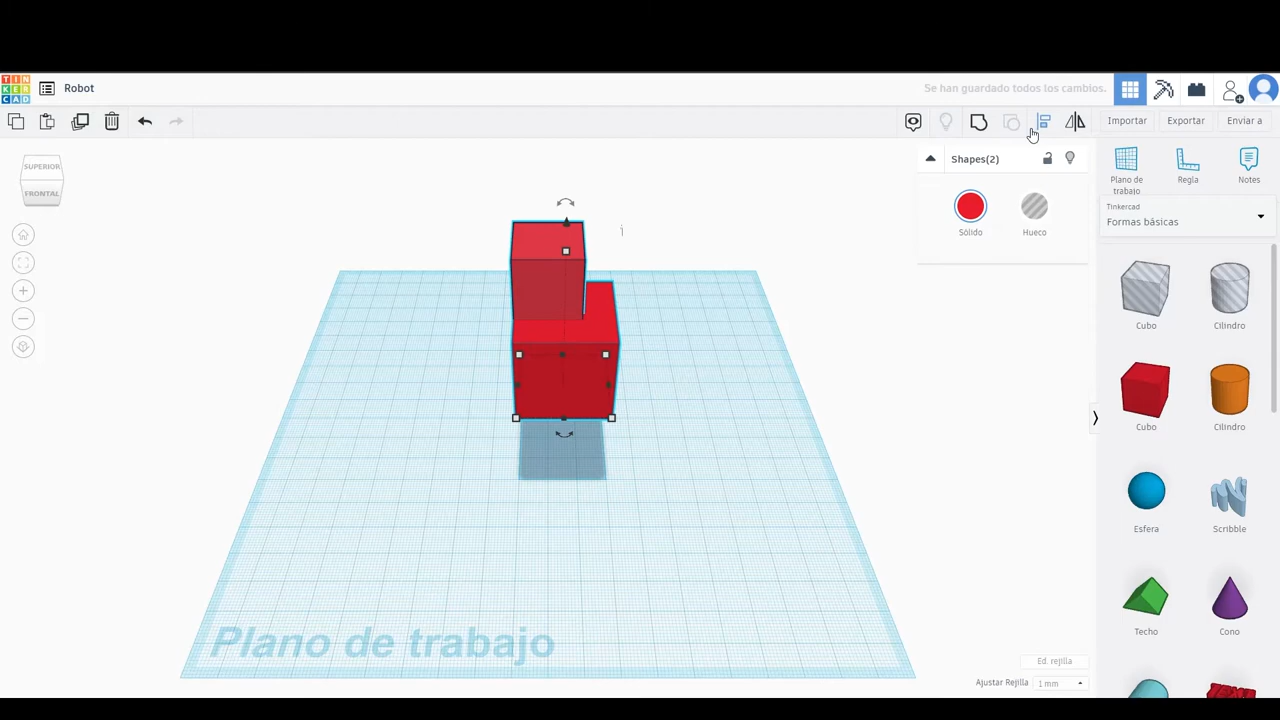 TIN
KER
CAD
Robot
Se han guardado todos los cambios.
Importar
Exportar
Enviar a
SUPERIOR
FRONTAL
Shapes(2)
Sólido
Hueco
Plano de
trabajo
Regla
Notes
Tinkercad
Formas básicas
Cubo
Cilindro
Cubo
Cilindro
Esfera
Scribble
Techo
Cono
Plano de trabajo
Ed. rejilla
Ajustar Rejilla
1 mm